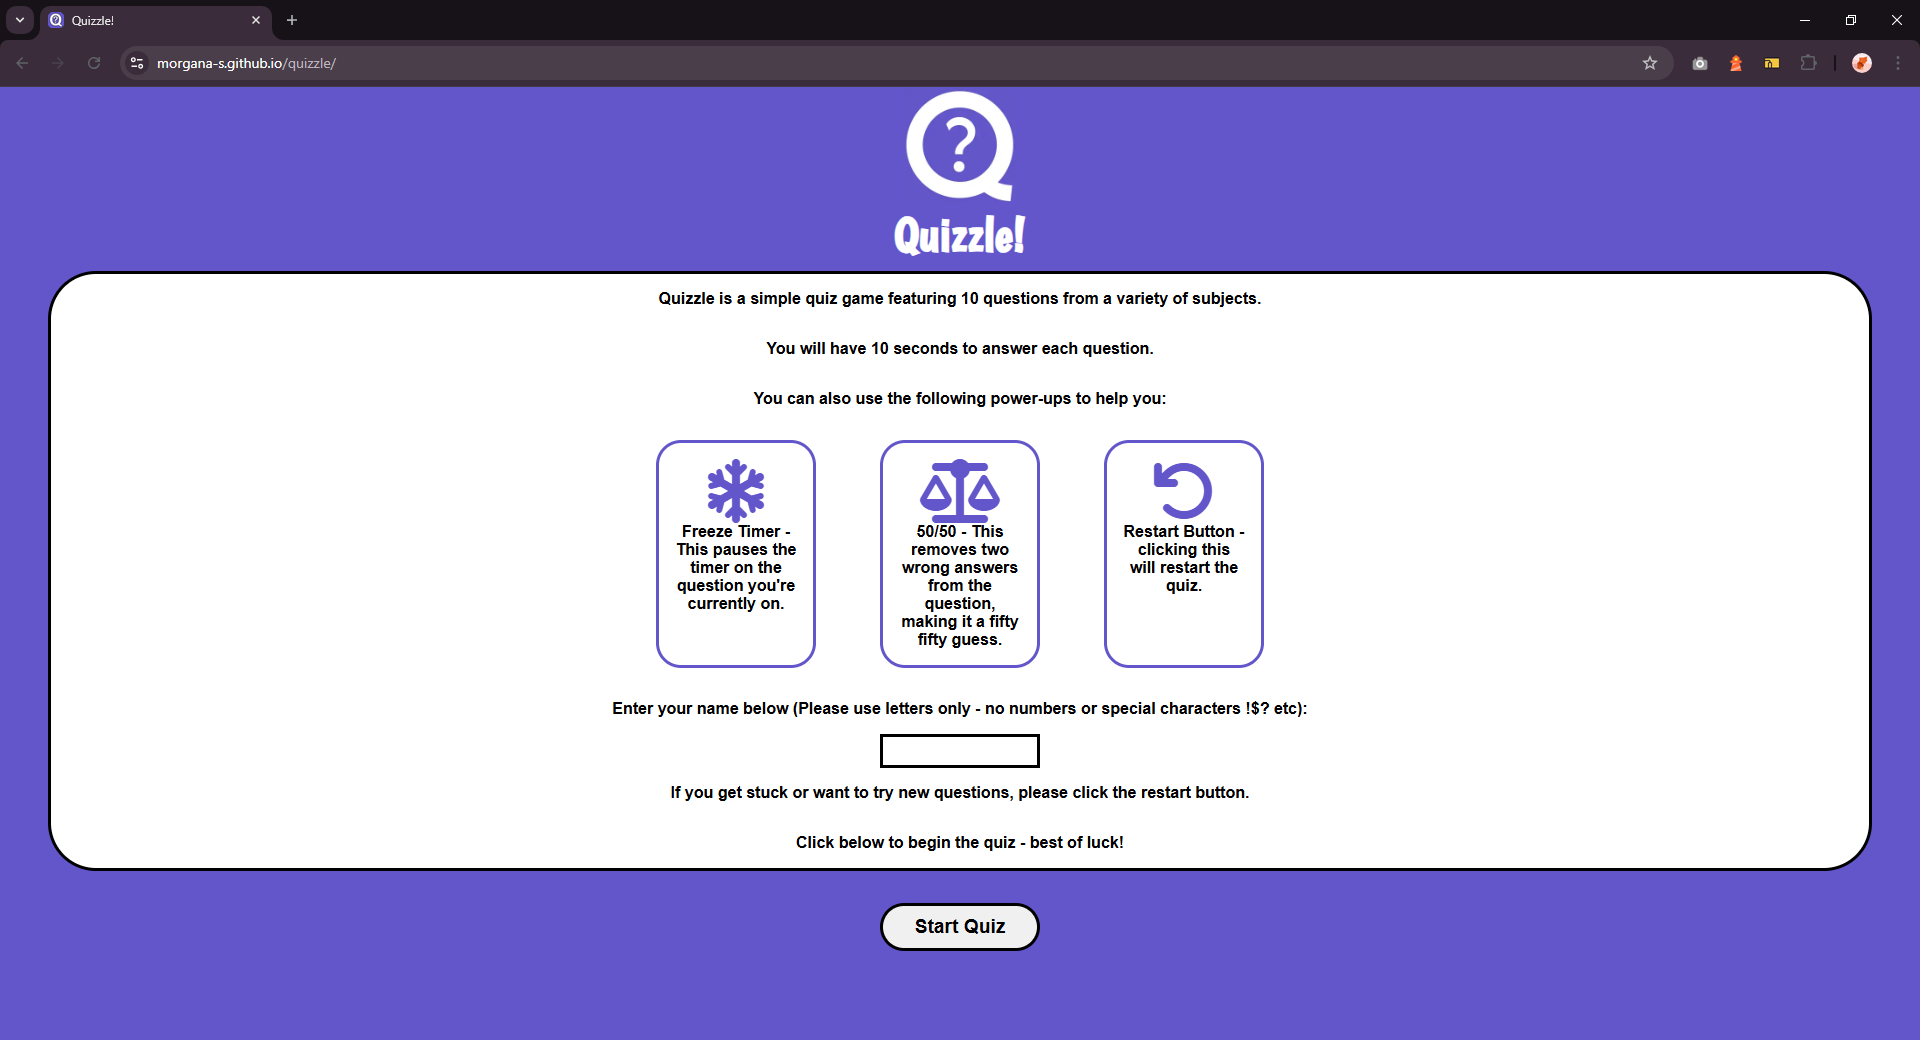 Quizzle!
morgana-s.github.io/quizzle/
?
Quizzle!
Quizzle is a simple quiz game featuring 10 questions from a variety of subjects.
You will have 10 seconds to answer each question.
You can also use the following power-ups to help you:
Freeze Timer -
This pauses the
timer on the
question you're
currently on.
50/50 - This
removes two
wrong answers
from the
question,
making it a fifty
fifty guess.
Restart Button -
clicking this
will restart the
quiz.
Enter your name below (Please use letters only - no numbers or special characters !$? etc):
If you get stuck or want to try new questions, please click the restart button.
Click below to begin the quiz - best of luck!
Start Quiz